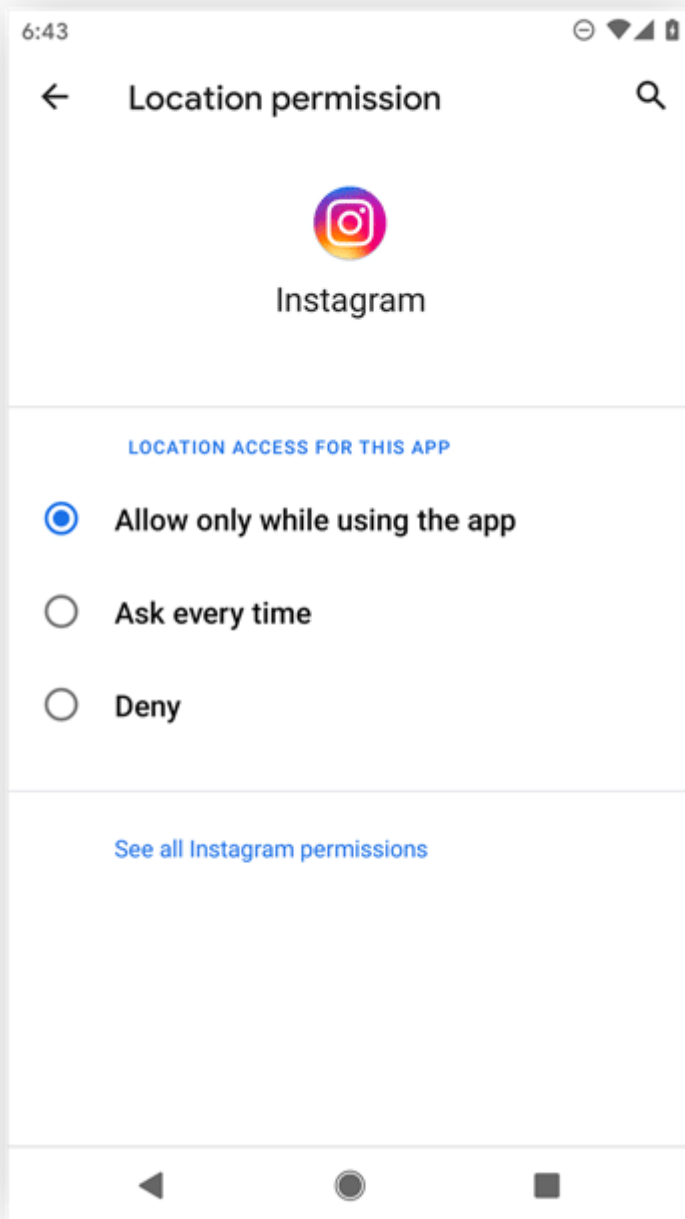 6:43
Location permission
Instagram
LOCATION ACCESS FOR THIS APP
Allow only while using the app
Ask every time
Deny
See all Instagram permissions